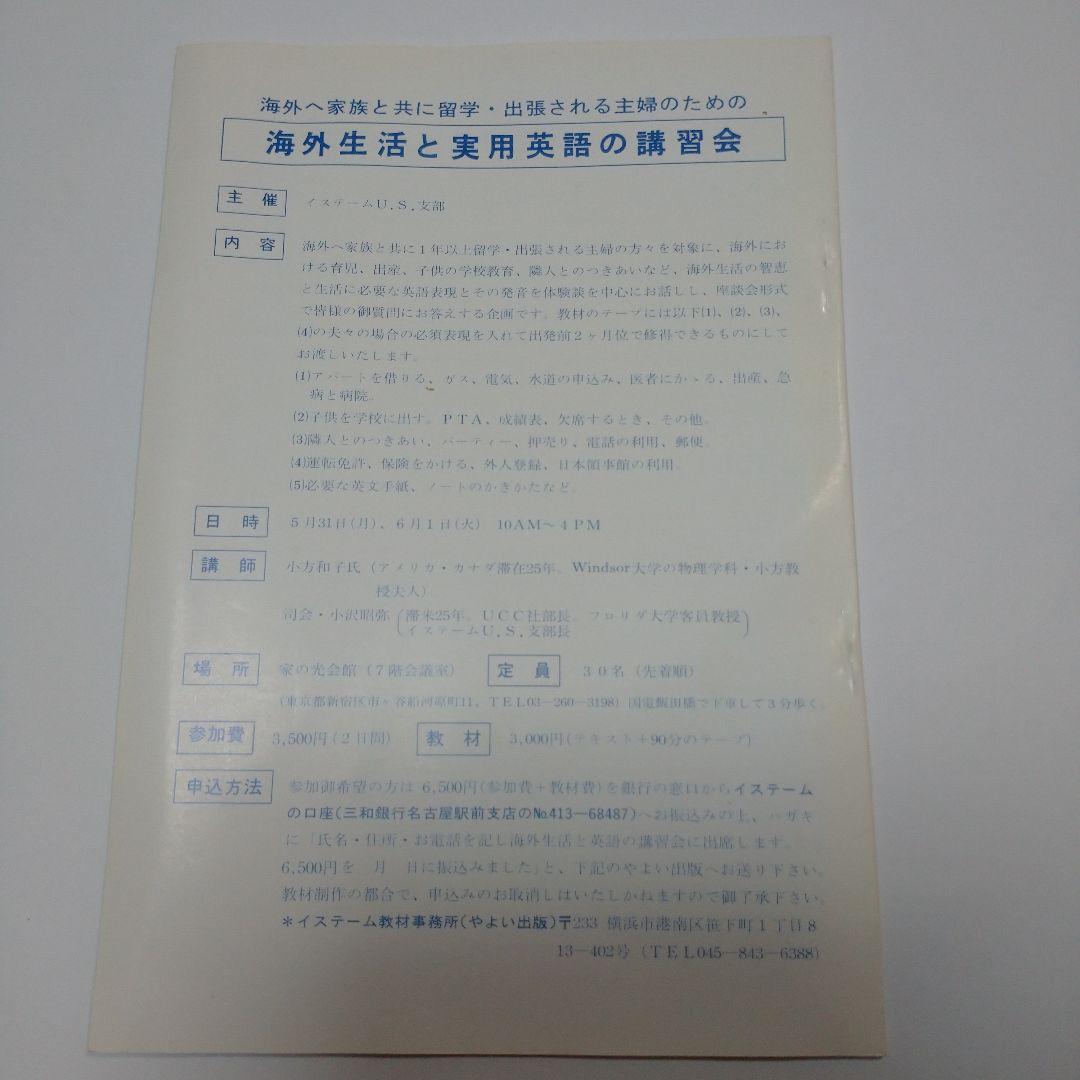 海外へ家族と共に留学・出張される主婦のための
海外生活と実用英語の講習会
主催 イステームU.S.支部
内容 海外へ家族と共に1年以上留学・出張される主婦の方々を対象に、海外にお
ける育児、出産、子供の学校教育、隣人とのつきあいなど、海外生活の智恵
と生活に必要な英語表現とその発音を体験談を中心にお話しし、座談会形式
で皆様の御質問にお答えする企画です。教材のテープには以下(1)、(2)、(3)、
(4)の夫々の場合の必須表現を入れて出発前2ヶ月位で修得できるものにして
お渡しいたします。
(1)アパートを借りる、ガス、電気、水道の申込み、医者にかゝる、出産、急
病と病院。
(2)子供を学校に出す。PTA、成績表、欠席するとき、その他。
(3)隣人とのつきあい、パーティー、押売り、電話の利用、郵便。
(4)運転免許、保険をかける、外人登録、日本領事館の利用。
(5)必要な英文手紙、ノートのかきかたなど。
日時 5月31日(月)、6月1日(火) 10AM〜4PM
講師 小方和子氏(アメリカ・カナダ滞在25年。Windsor大学の物理学科・小方教
授夫人)
司会・小沢昭弥(滞米25年。UCC社部長。フロリダ大学客員教授
イステームU.S.支部長)
場所 家の光会館(7階会議室) 定員 30名(先着順)
(東京都新宿区市ヶ谷船河原町11、TEL03―260―3198)国電飯田橋で下車して3分歩く。
参加費 3,500円(2日間) 教材 3,000円(テキスト+90分のテープ)
申込方法 参加御希望の方は6,500円(参加費+教材費)を銀行の窓口からイステーム
の口座(三和銀行名古屋駅前支店の№413―68487)へお振込みの上、ハガキ
に「氏名・住所・お電話を記し海外生活と英語の講習会に出席します。
6,500円を 月 日に振込みました」と、下記のやよい出版へお送り下さい。
教材制作の都合で、申込みのお取消しはいたしかねますので御了承下さい。
*イステーム教材事務所(やよい出版)〒233 横浜市港南区笹下町1丁目8
13―402号(TEL045―843―6388)